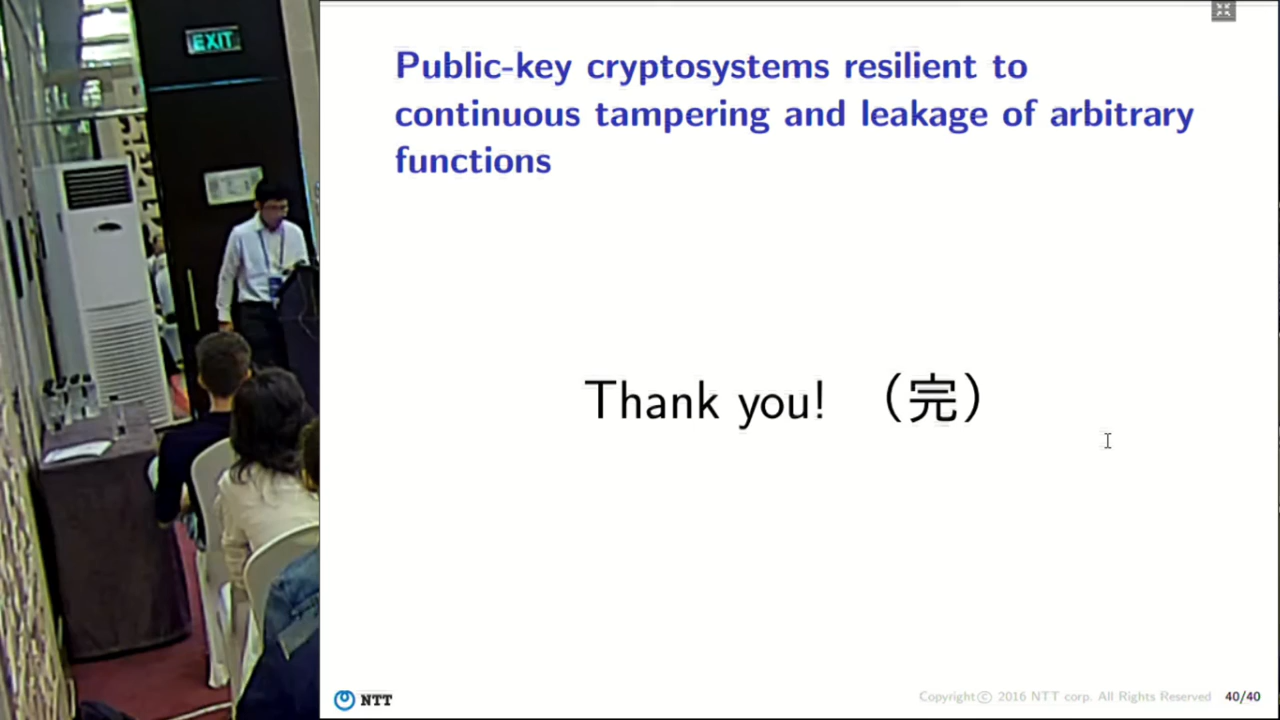 EXIT
Public-key cryptosystems resilient to
continuous tampering and leakage of arbitrary
functions
Thank you! （完）
NTT
Copyright© 2016 NTT corp. All Rights Reserved 40/40